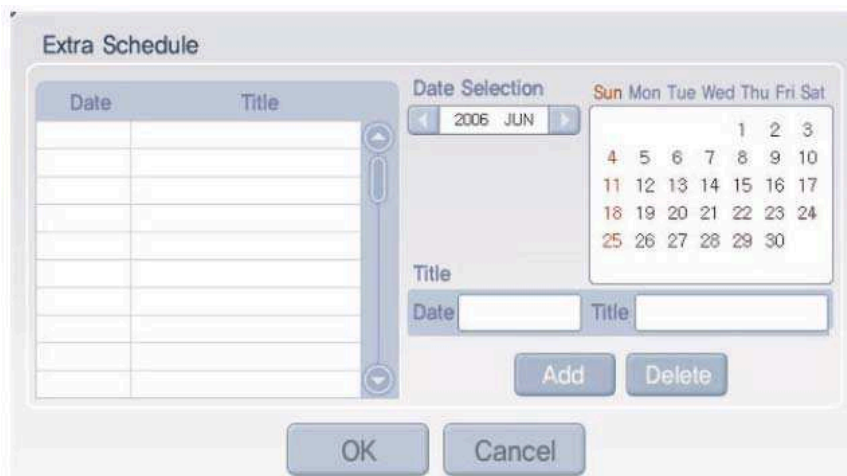 Extra Schedule
Date Title
Date Selection
2006 JUN
Sun Mon Tue Wed Thu Fri Sat
1 2 3
4 5 6 7 8 9 10
11 12 13 14 15 16 17
18 19 20 21 22 23 24
25 26 27 28 29 30
Title
Date Title
Add Delete
OK Cancel